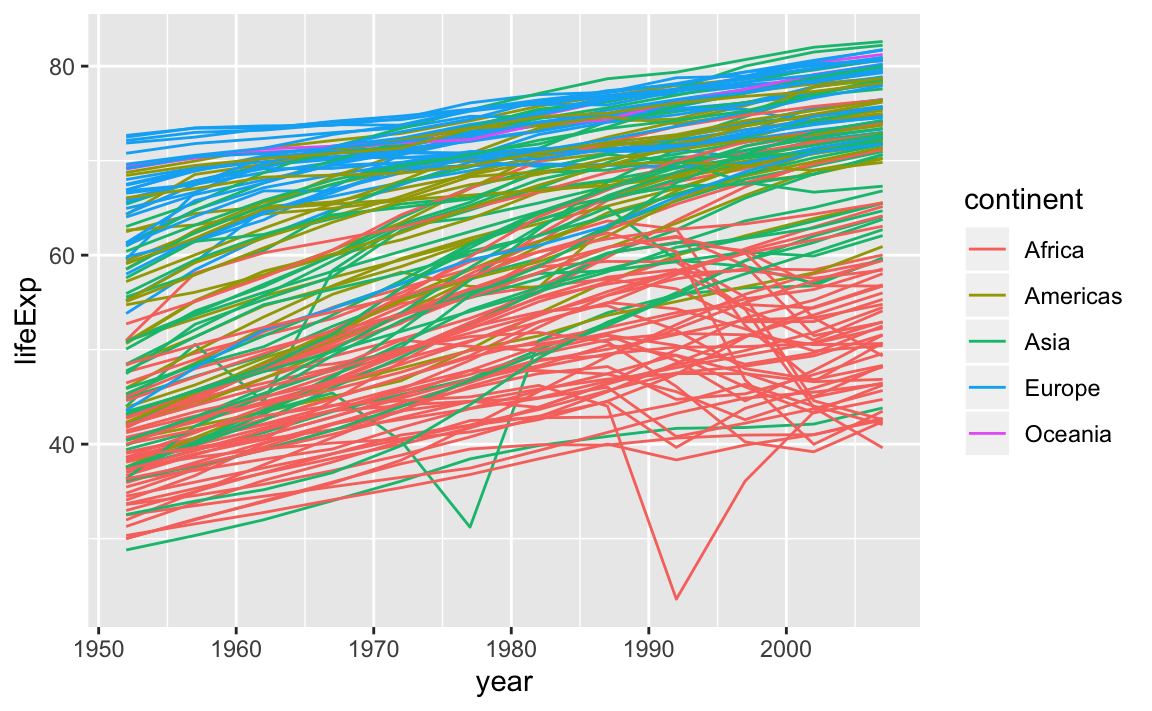 lifeExp
80
60
40
1950 1960 1970 1980 1990 2000
year
continent
Africa
Americas
Asia
Europe
Oceania